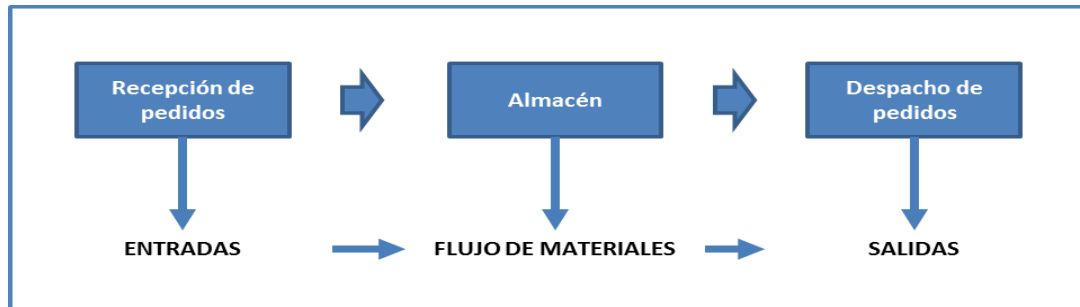 Recepción de
pedidos
Almacén
Despacho de
pedidos
ENTRADAS
FLUJO DE MATERIALES
SALIDAS